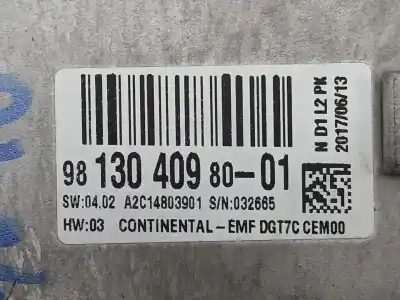 98 130 409 80-01
SW:04.02 A2C14803901 S/N:032665
HW:03 CONTINENTAL-EMF DGT7C CEM00
N D1 L2 PK
2017/06/13